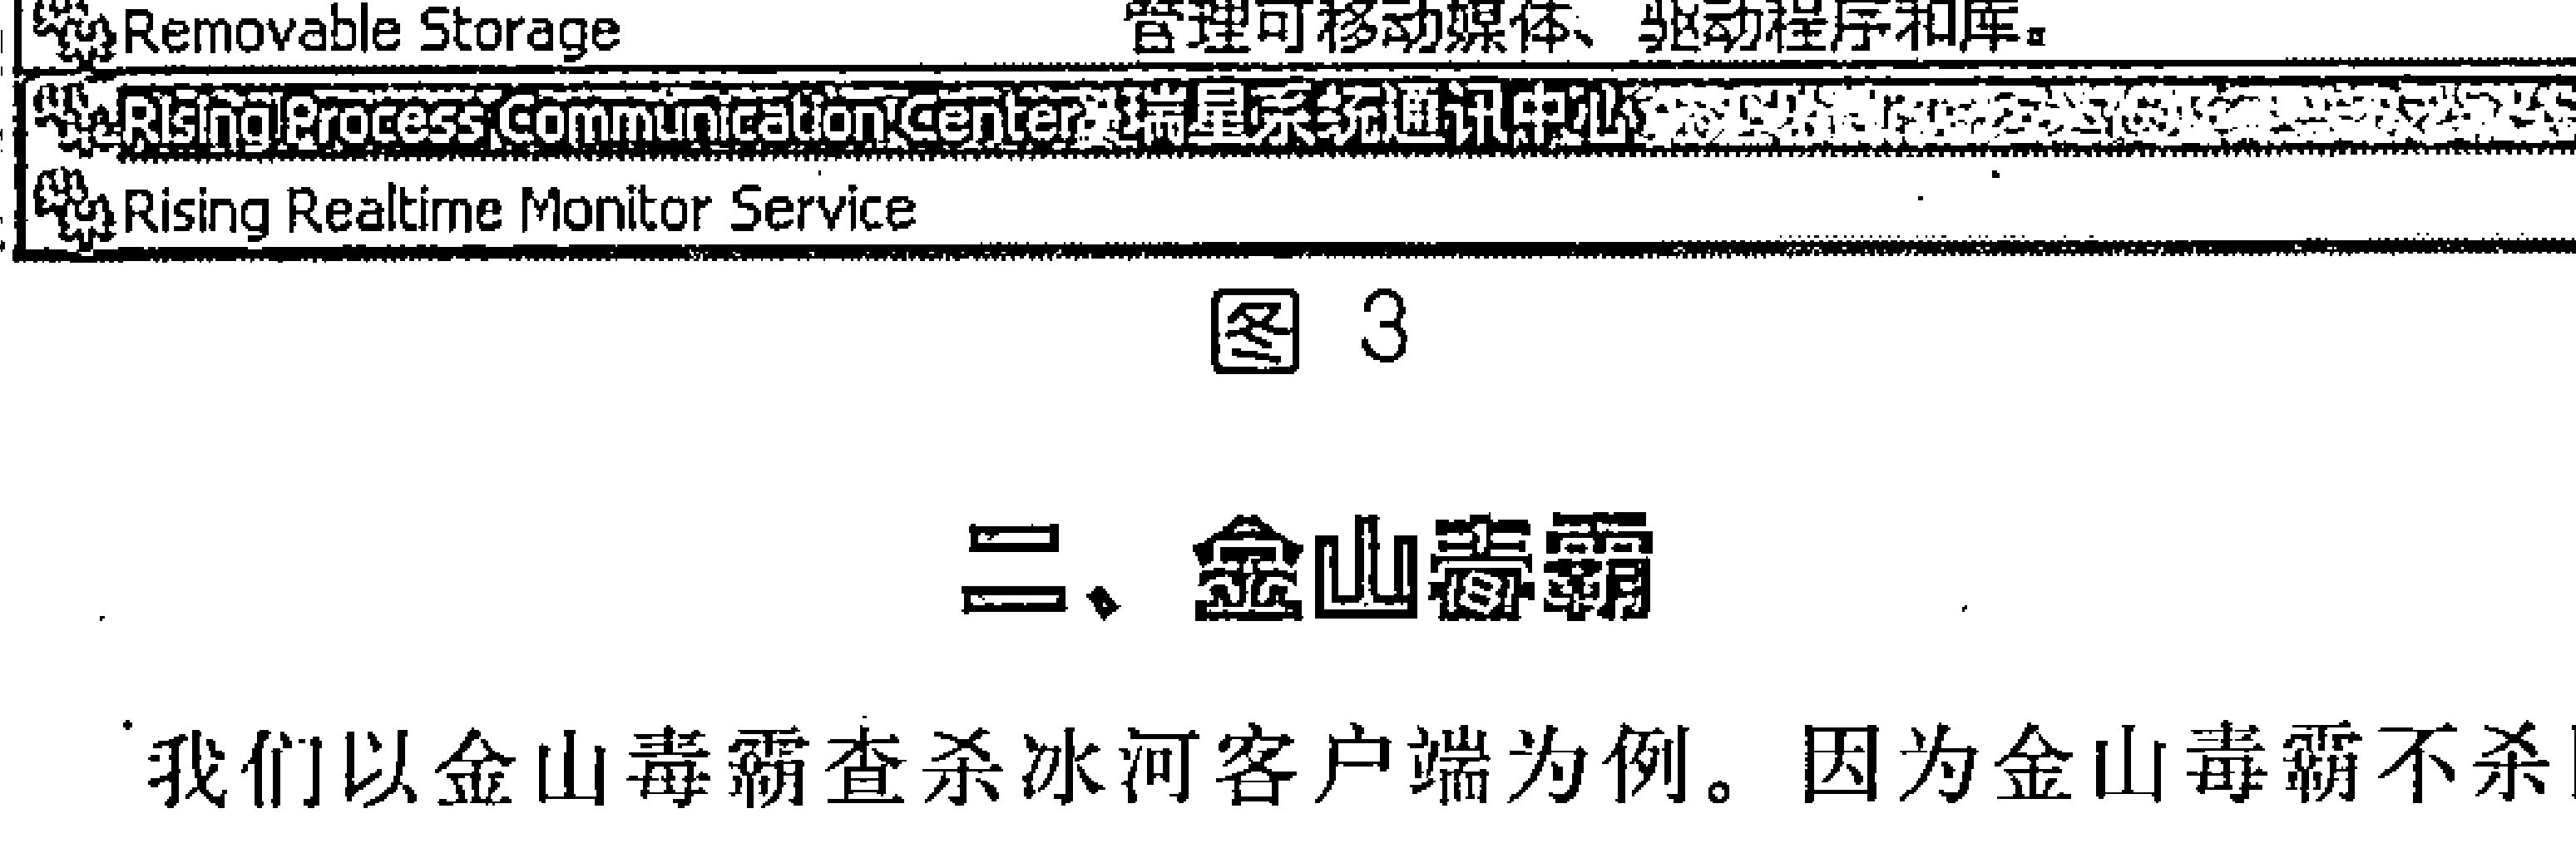 Removable Storage 管理可移动媒体、驱动程序和库。
Rising Process Communication Center 瑞星系统通讯中心
Rising Realtime Monitor Service
图 3
二、金山毒霸
我们以金山毒霸查杀冰河客户端为例。因为金山毒霸不杀